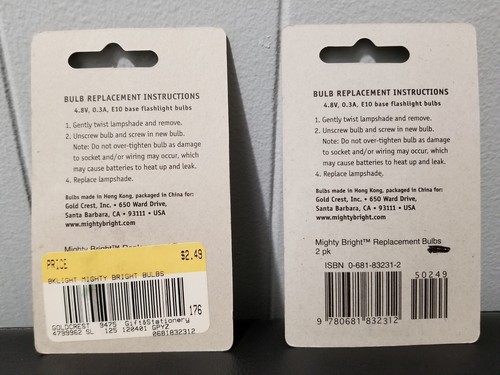 BULB REPLACEMENT INSTRUCTIONS
4.8V, 0.3A, E10 base flashlight bulbs
1. Gently twist lampshade and remove.
2. Unscrew bulb and screw in new bulb.
Note: Do not over-tighten bulb as damage
to socket and/or wiring may occur, which
may cause batteries to heat up and leak.
4. Replace lampshade.
Bulbs made in Hong Kong, packaged in China for:
Gold Crest, Inc. • 650 Ward Drive,
Santa Barbara, CA • 93111 • USA
www.mightybright.com
Mighty Bright™ Replacement Bulbs
PRICE $2.49
BKLIGHT MIGHTY BRIGHT BULBS
176
GOLDCREST 9475 Gift&Stationary
4799962 SL 125 120401 GPYZ
0681832312
BULB REPLACEMENT INSTRUCTIONS
4.8V, 0.3A, E10 base flashlight bulbs
1. Gently twist lampshade and remove.
2. Unscrew bulb and screw in new bulb.
Note: Do not over-tighten bulb as damage
to socket and/or wiring may occur, which
may cause batteries to heat up and leak.
4. Replace lampshade.
Bulbs made in Hong Kong, packaged in China for:
Gold Crest, Inc. • 650 Ward Drive,
Santa Barbara, CA • 93111 • USA
www.mightybright.com
Mighty Bright™ Replacement Bulbs
2 pk
ISBN 0-681-83231-2
50249
9 780681 832312